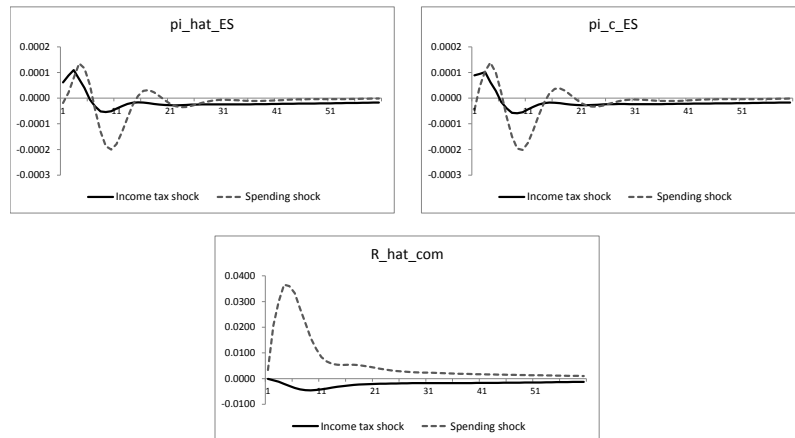 pi_hat_ES
0.0002
0.0001
0.0000
-0.0001
-0.0002
-0.0003
1 11 21 31 41 51
Income tax shock Spending shock
pi_c_ES
0.0002
0.0001
0.0000
-0.0001
-0.0002
-0.0003
1 11 21 31 41 51
Income tax shock Spending shock
R_hat_com
0.0400
0.0300
0.0200
0.0100
0.0000
-0.0100
1 11 21 31 41 51
Income tax shock Spending shock